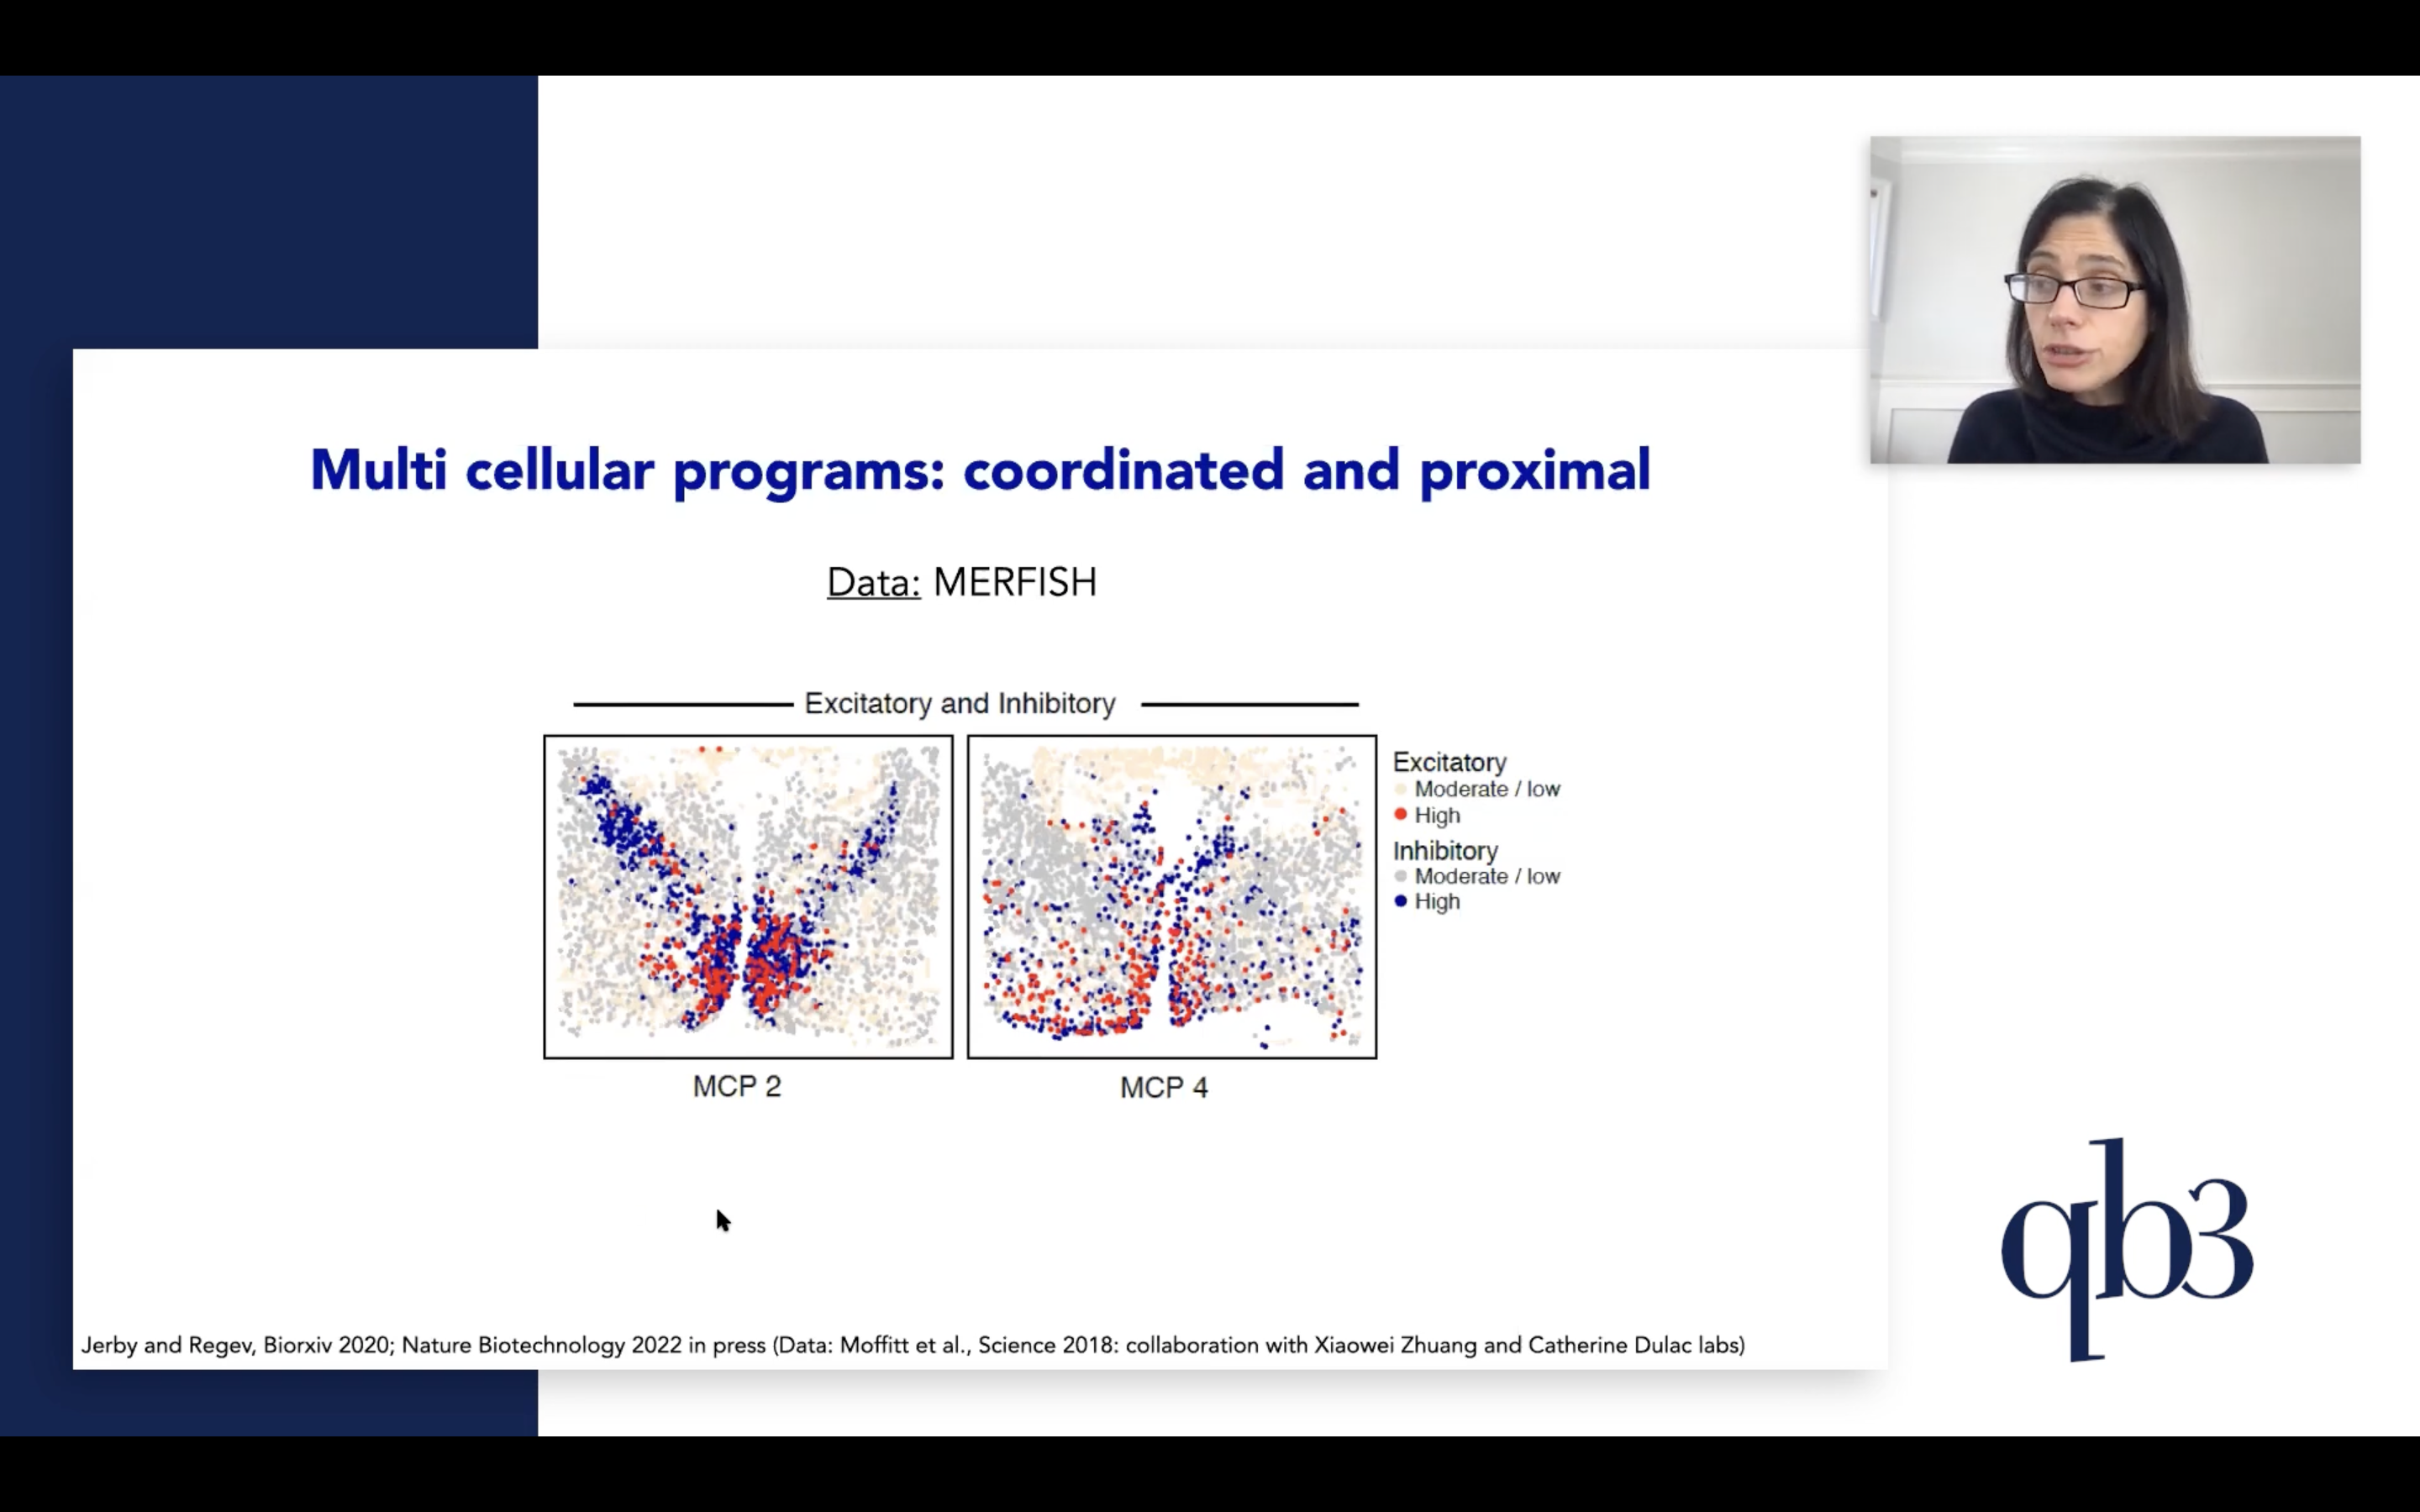 Multi cellular programs: coordinated and proximal
Data: MERFISH
Excitatory and Inhibitory
Excitatory
Moderate / low
High
Inhibitory
Moderate / low
High
MCP 2
MCP 4
qb3
Jerby and Regev, Biorxiv 2020; Nature Biotechnology 2022 in press (Data: Moffitt et al., Science 2018: collaboration with Xiaowei Zhuang and Catherine Dulac labs)